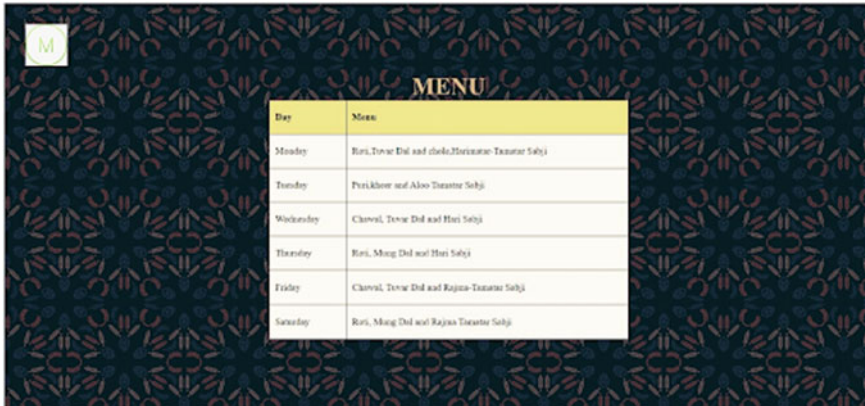 M
MENU
Day Menu
Monday Roti,Tuvar Dal and chole,Harimatar-Tamatar Sabji
Tuesday Puri,kheer and Aloo-Tamatar Sabji
Wednesday Chawal, Tuvar Dal and Hari Sabji
Thursday Roti, Mung Dal and Hari Sabji
Friday Chawal, Tuvar Dal and Rajma-Tamatar Sabji
Saturday Roti, Mung Dal and Rajma-Tamatar Sabji